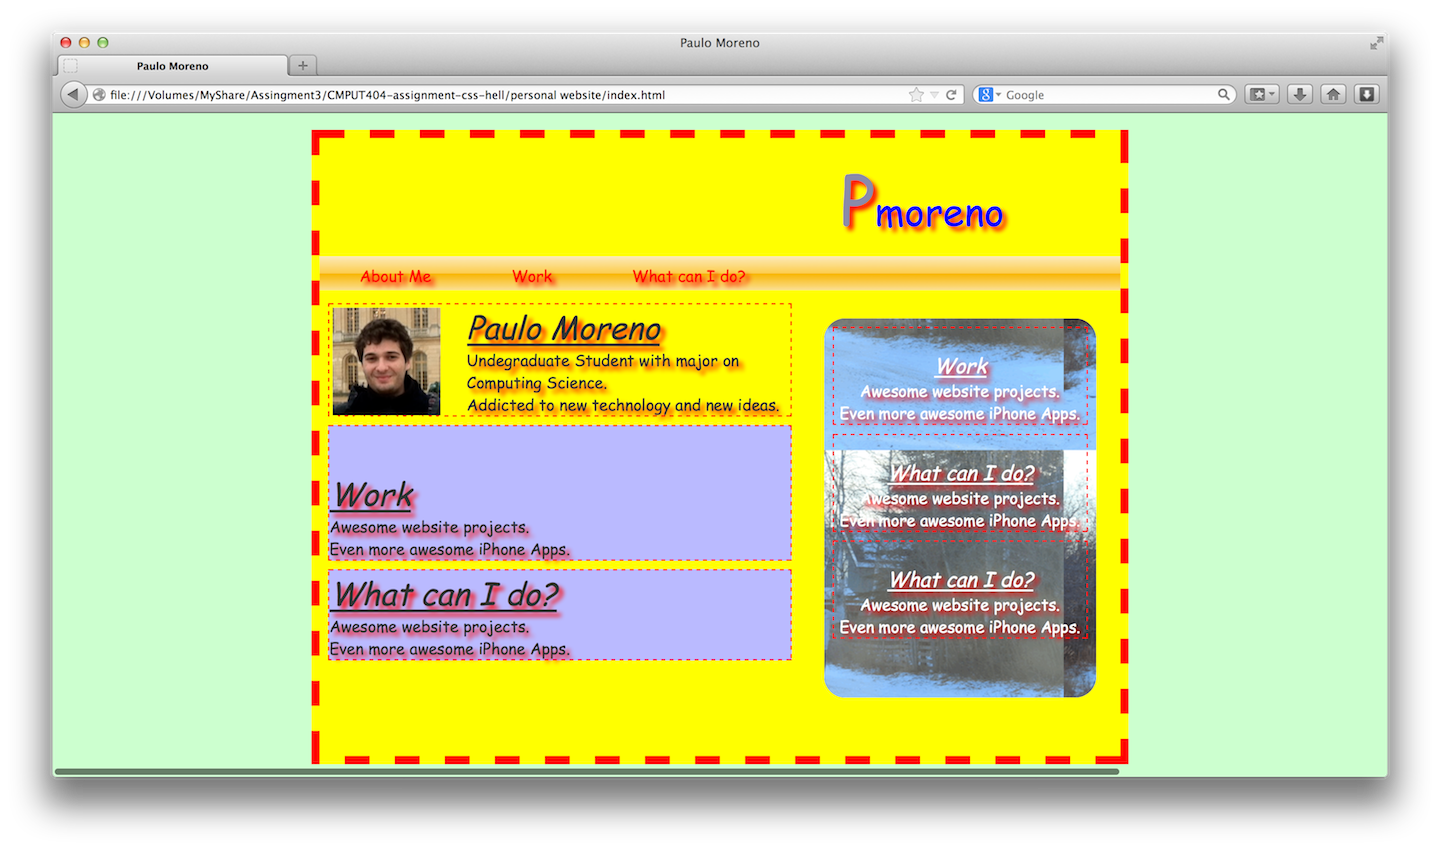 Paulo Moreno
Paulo Moreno
file:///Volumes/MyShare/Assingment3/CMPUT404-assignment-css-hell/personal website/index.html
Google
Pmoreno
About Me Work What can I do?
Paulo Moreno
Undegraduate Student with major on
Computing Science.
Addicted to new technology and new ideas.
Work
Awesome website projects.
Even more awesome iPhone Apps.
What can I do?
Awesome website projects.
Even more awesome iPhone Apps.
Work
Awesome website projects.
Even more awesome iPhone Apps.
What can I do?
Awesome website projects.
Even more awesome iPhone Apps.
What can I do?
Awesome website projects.
Even more awesome iPhone Apps.